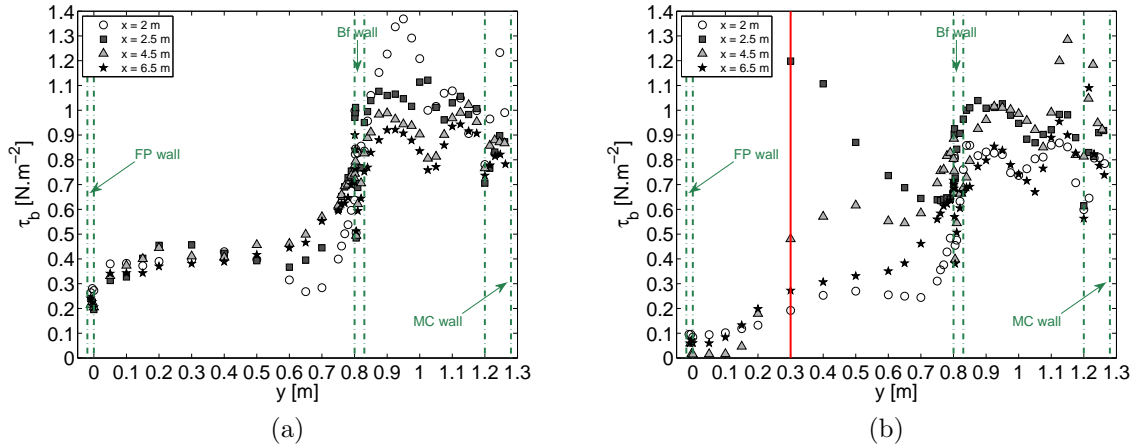 1.4
1.3
1.2
1.1
1
0.9
0.8
0.7
0.6
0.5
0.4
0.3
0.2
0.1
0
τ_b [N.m⁻²]
x = 2 m
x = 2.5 m
x = 4.5 m
x = 6.5 m
Bf wall
FP wall
MC wall
0 0.1 0.2 0.3 0.4 0.5 0.6 0.7 0.8 0.9 1 1.1 1.2 1.3
y [m]
(a)
1.4
1.3
1.2
1.1
1
0.9
0.8
0.7
0.6
0.5
0.4
0.3
0.2
0.1
0
τ_b [N.m⁻²]
x = 2 m
x = 2.5 m
x = 4.5 m
x = 6.5 m
Bf wall
FP wall
MC wall
0 0.1 0.2 0.3 0.4 0.5 0.6 0.7 0.8 0.9 1 1.1 1.2 1.3
y [m]
(b)